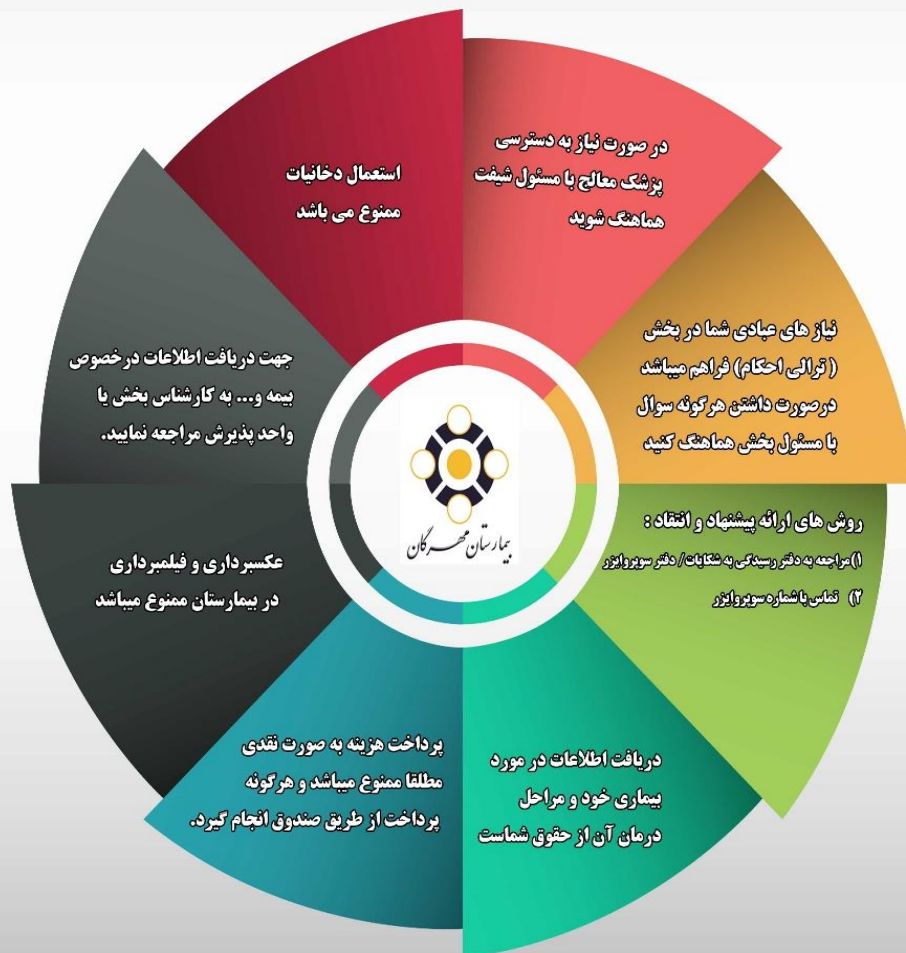 در صورت نیاز به دسترسی
پزشک معالج با مسئول شیفت
هماهنگ شوید
نیاز های عبادی شما در بخش
( ترالی احکام) فراهم میباشد
درصورت داشتن هرگونه سوال
با مسئول بخش هماهنگ کنید
روش های ارائه پیشنهاد و انتقاد :
۱) مراجعه به دفتر رسیدگی به شکایات/ دفتر سوپروایزر
۲) تماس با شماره سوپروایزر
دریافت اطلاعات در مورد
بیماری خود و مراحل
درمان آن از حقوق شماست
پرداخت هزینه به صورت نقدی
مطلقا ممنوع میباشد و هرگونه
پرداخت از طریق صندوق انجام گیرد.
عکسبرداری و فیلمبرداری
در بیمارستان ممنوع میباشد
جهت دریافت اطلاعات درخصوص
بیمه و... به کارشناس بخش یا
واحد پذیرش مراجعه نمایید.
استعمال دخانیات
ممنوع می باشد
بیمارستان مهرگان